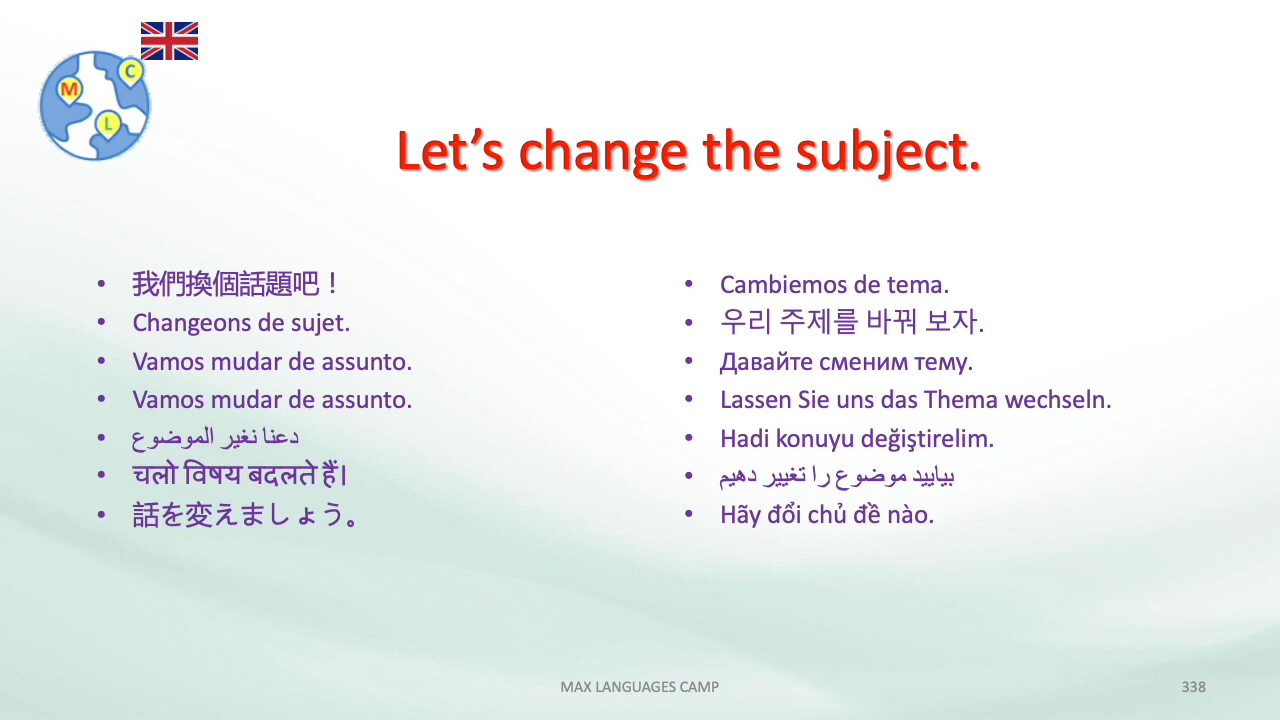 M
C
L
Let’s change the subject.
• 我們換個話題吧！
• Changeons de sujet.
• Vamos mudar de assunto.
• Vamos mudar de assunto.
• دعنا نغير الموضوع
• चलो विषय बदलते हैं|
• 話を変えましょう。
• Cambiemos de tema.
• 우리 주제를 바꿔 보자.
• Давайте сменим тему.
• Lassen Sie uns das Thema wechseln.
• Hadi konuyu değiştirelim.
• بیایید موضوع را تغییر دهیم
• Hãy đổi chủ đề nào.
MAX LANGUAGES CAMP
338